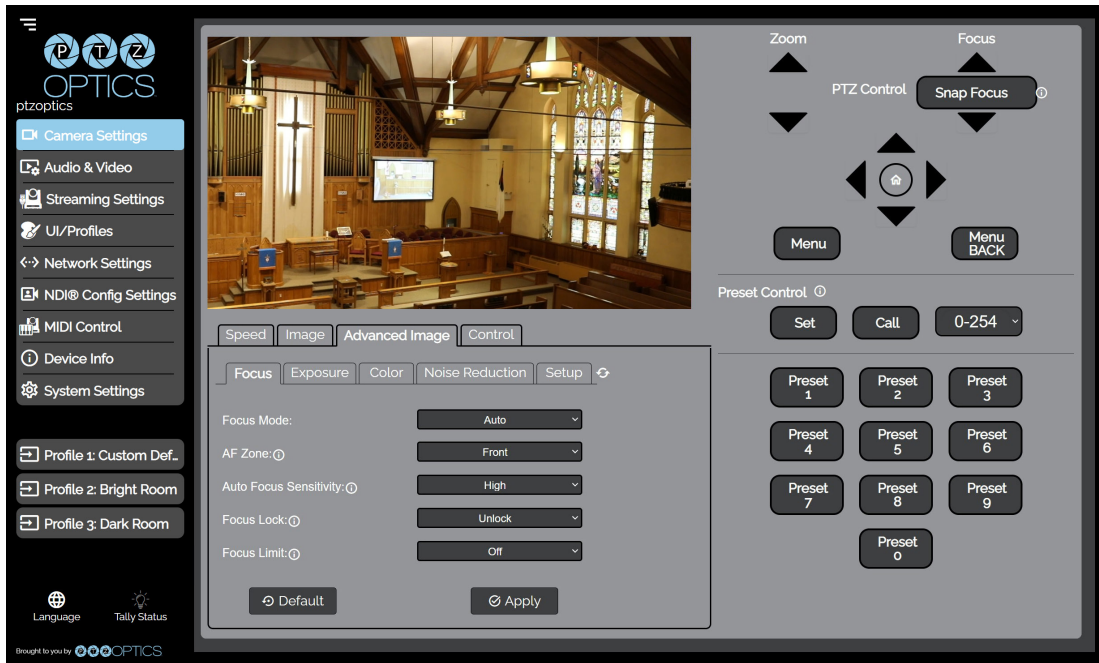 PTZ
OPTICS
ptzoptics
Camera Settings
Audio & Video
Streaming Settings
UI/Profiles
Network Settings
NDI® Config Settings
MIDI Control
Device Info
System Settings
Profile 1: Custom Def...
Profile 2: Bright Room
Profile 3: Dark Room
Language
Tally Status
Brought to you by PTZOPTICS
Speed
Image
Advanced Image
Control
Focus
Exposure
Color
Noise Reduction
Setup
Focus Mode:
Auto
AF Zone:
Front
Auto Focus Sensitivity:
High
Focus Lock:
Unlock
Focus Limit:
Off
Default
Apply
Zoom
Focus
PTZ Control
Snap Focus
Menu
Menu
BACK
Preset Control
Set
Call
0-254
Preset
1
Preset
2
Preset
3
Preset
4
Preset
5
Preset
6
Preset
7
Preset
8
Preset
9
Preset
0